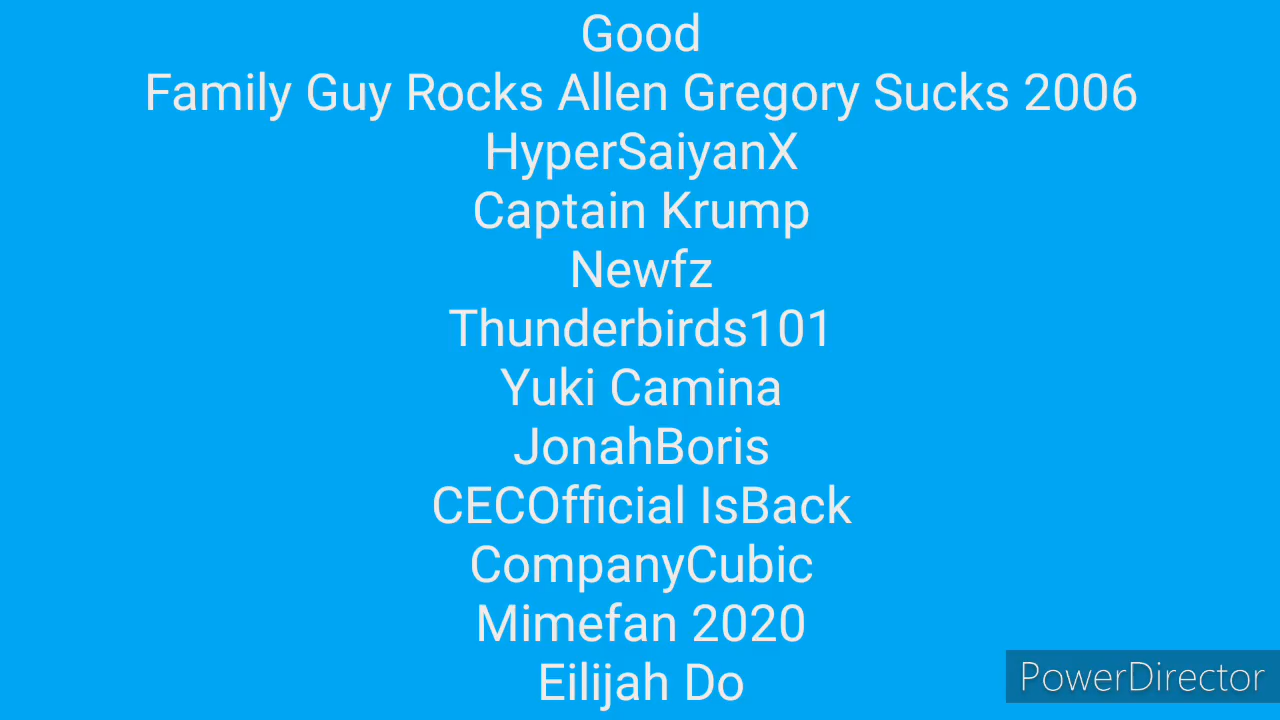 Good
Family Guy Rocks Allen Gregory Sucks 2006
HyperSaiyanX
Captain Krump
Newfz
Thunderbirds101
Yuki Camina
JonahBoris
CECOfficial IsBack
CompanyCubic
Mimefan 2020
Eilijah Do
PowerDirector